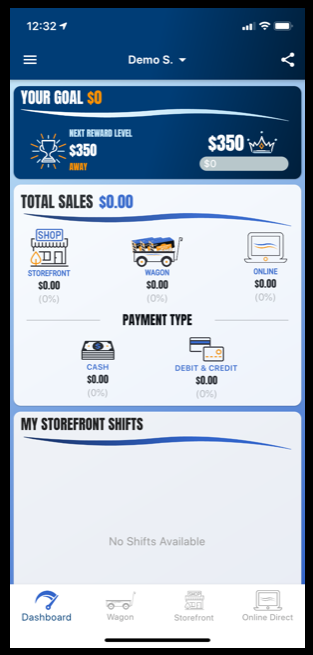 12:32
Demo S.
YOUR GOAL $0
NEXT REWARD LEVEL
$350
AWAY
$350
$0
TOTAL SALES $0.00
SHOP
STOREFRONT
$0.00
(0%)
WAGON
$0.00
(0%)
ONLINE
$0.00
(0%)
PAYMENT TYPE
CASH
$0.00
(0%)
DEBIT & CREDIT
$0.00
(0%)
MY STOREFRONT SHIFTS
No Shifts Available
Dashboard
Wagon
Storefront
Online Direct